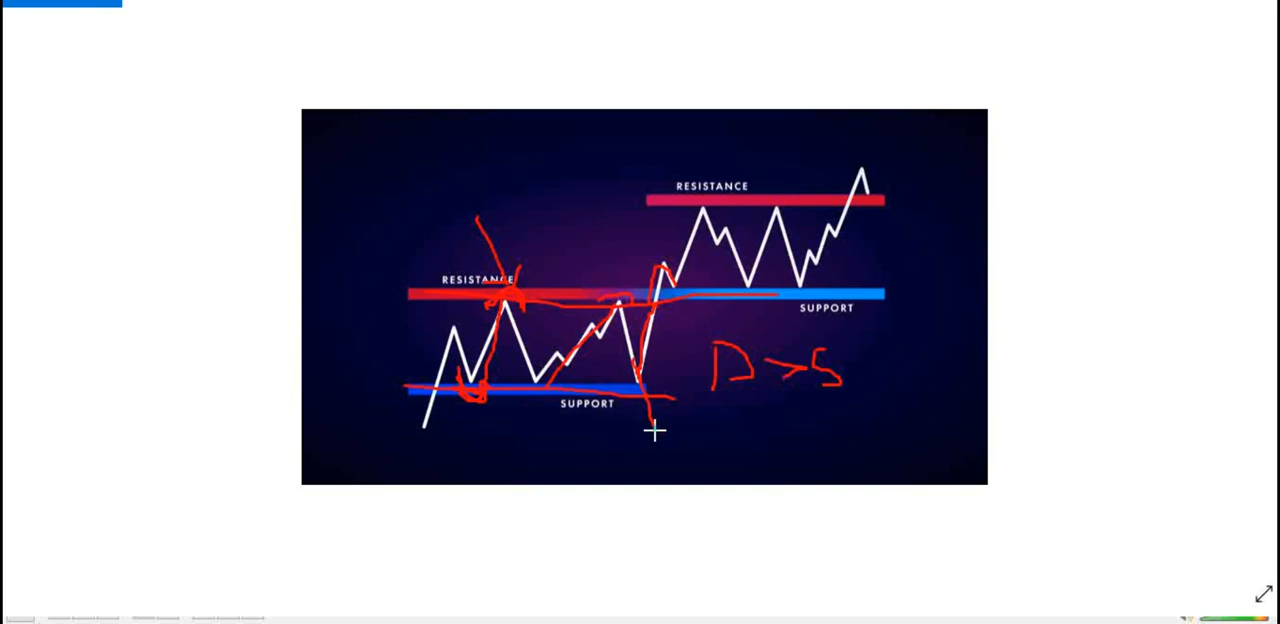 RESISTANCE
RESISTANCE
SUPPORT
D > S
SUPPORT